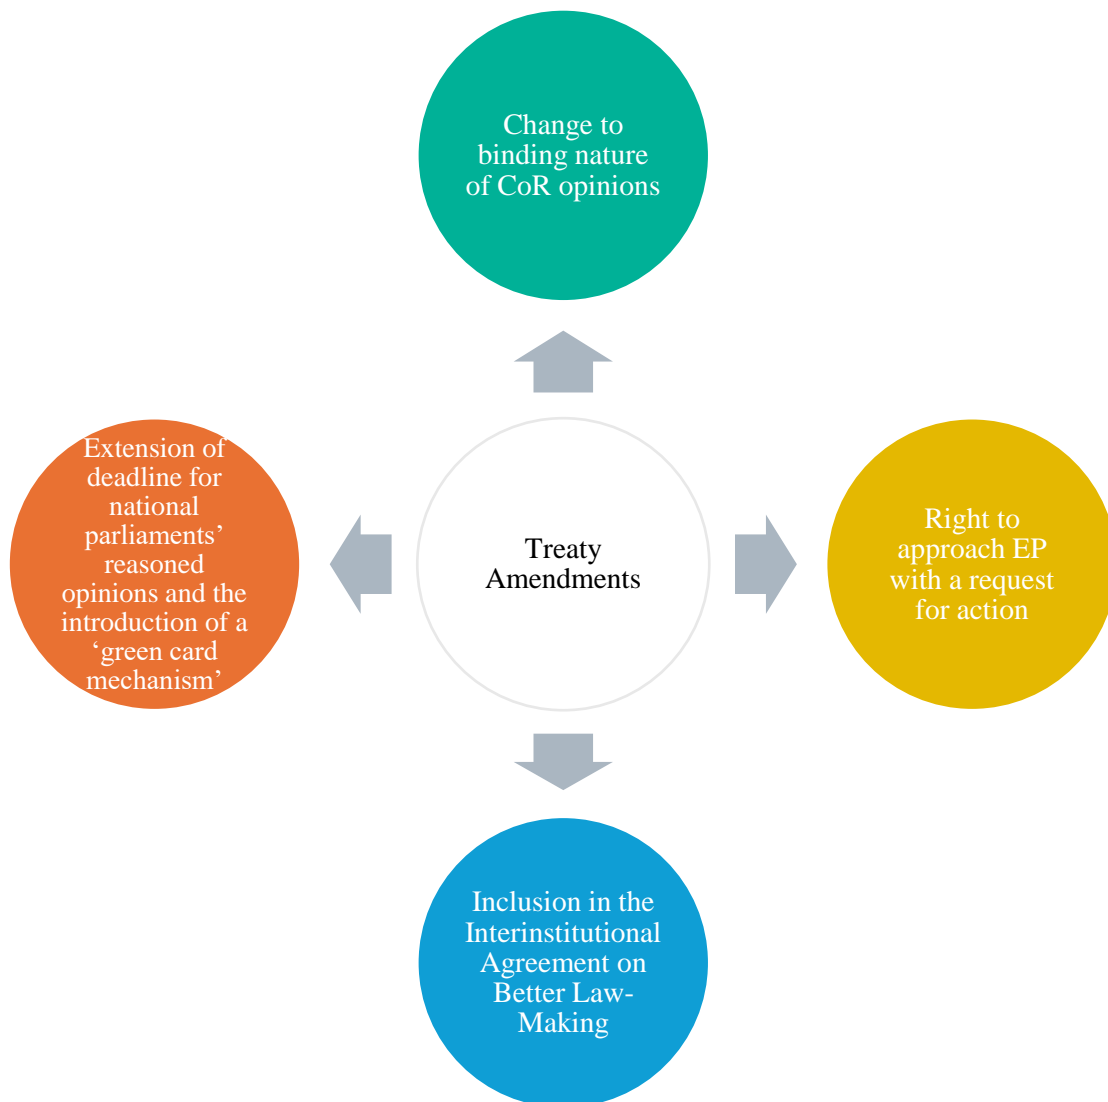 Change to
binding nature
of CoR opinions
Extension of
deadline for
national
parliaments’
reasoned
opinions and the
introduction of a
‘green card
mechanism’
Treaty
Amendments
Right to
approach EP
with a request
for action
Inclusion in the
Interinstitutional
Agreement on
Better Law-
Making